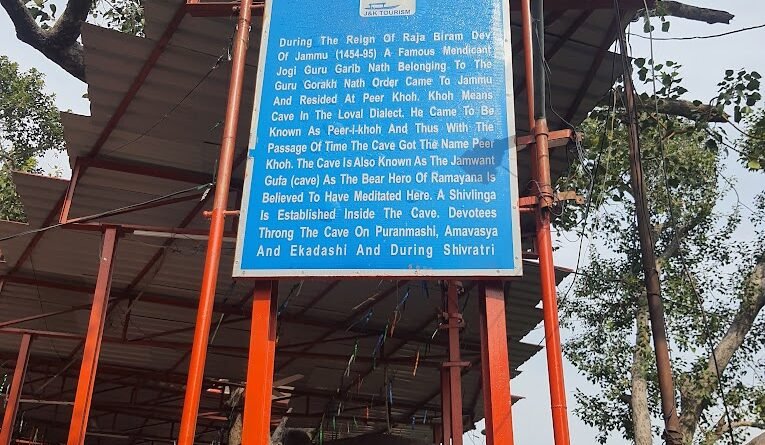 J&K TOURISM
During The Reign Of Raja Biram Dev
Of Jammu (1454-95) A Famous Mendicant
Jogi Guru Garib Nath Belonging To The
Guru Gorakh Nath Order Came To Jammu
And Resided At Peer Khoh. Khoh Means
Cave In The Loval Dialect. He Came To Be
Known As Peer-i-khoh And Thus With The
Passage Of Time The Cave Got The Name Peer
Khoh. The Cave Is Also Known As The Jamwant
Gufa (cave) As The Bear Hero Of Ramayana Is
Believed To Have Meditated Here. A Shivlinga
Is Established Inside The Cave. Devotees
Throng The Cave On Puranmashi, Amavasya
And Ekadashi And During Shivratri